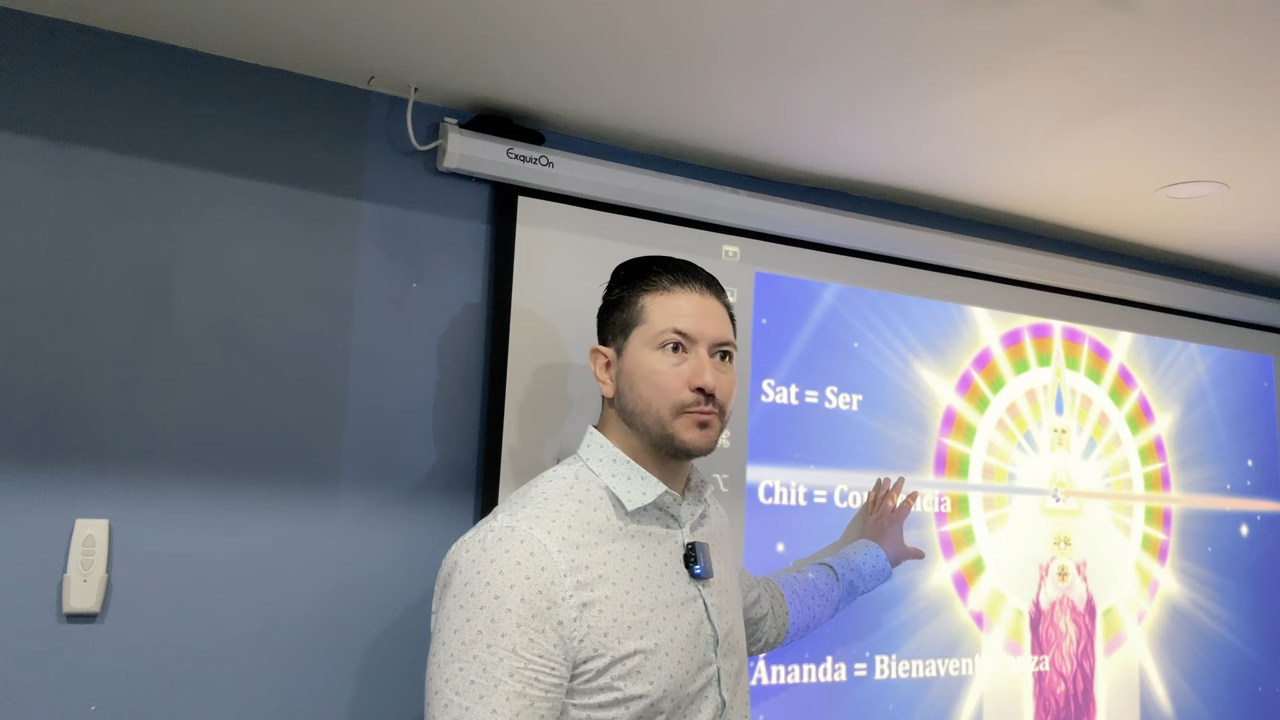 ExquizOn
Sat = Ser
Chit =
Ánanda =